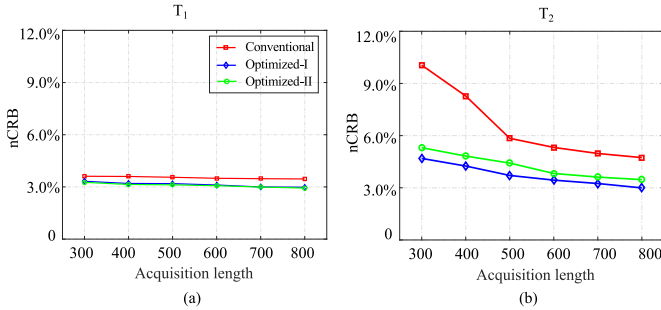 T1
12.0%
9.0%
6.0%
3.0%
0
nCRB
Conventional
Optimized-I
Optimized-II
300 400 500 600 700 800
Acquisition length
(a)
T2
12.0%
9.0%
6.0%
3.0%
0
nCRB
300 400 500 600 700 800
Acquisition length
(b)